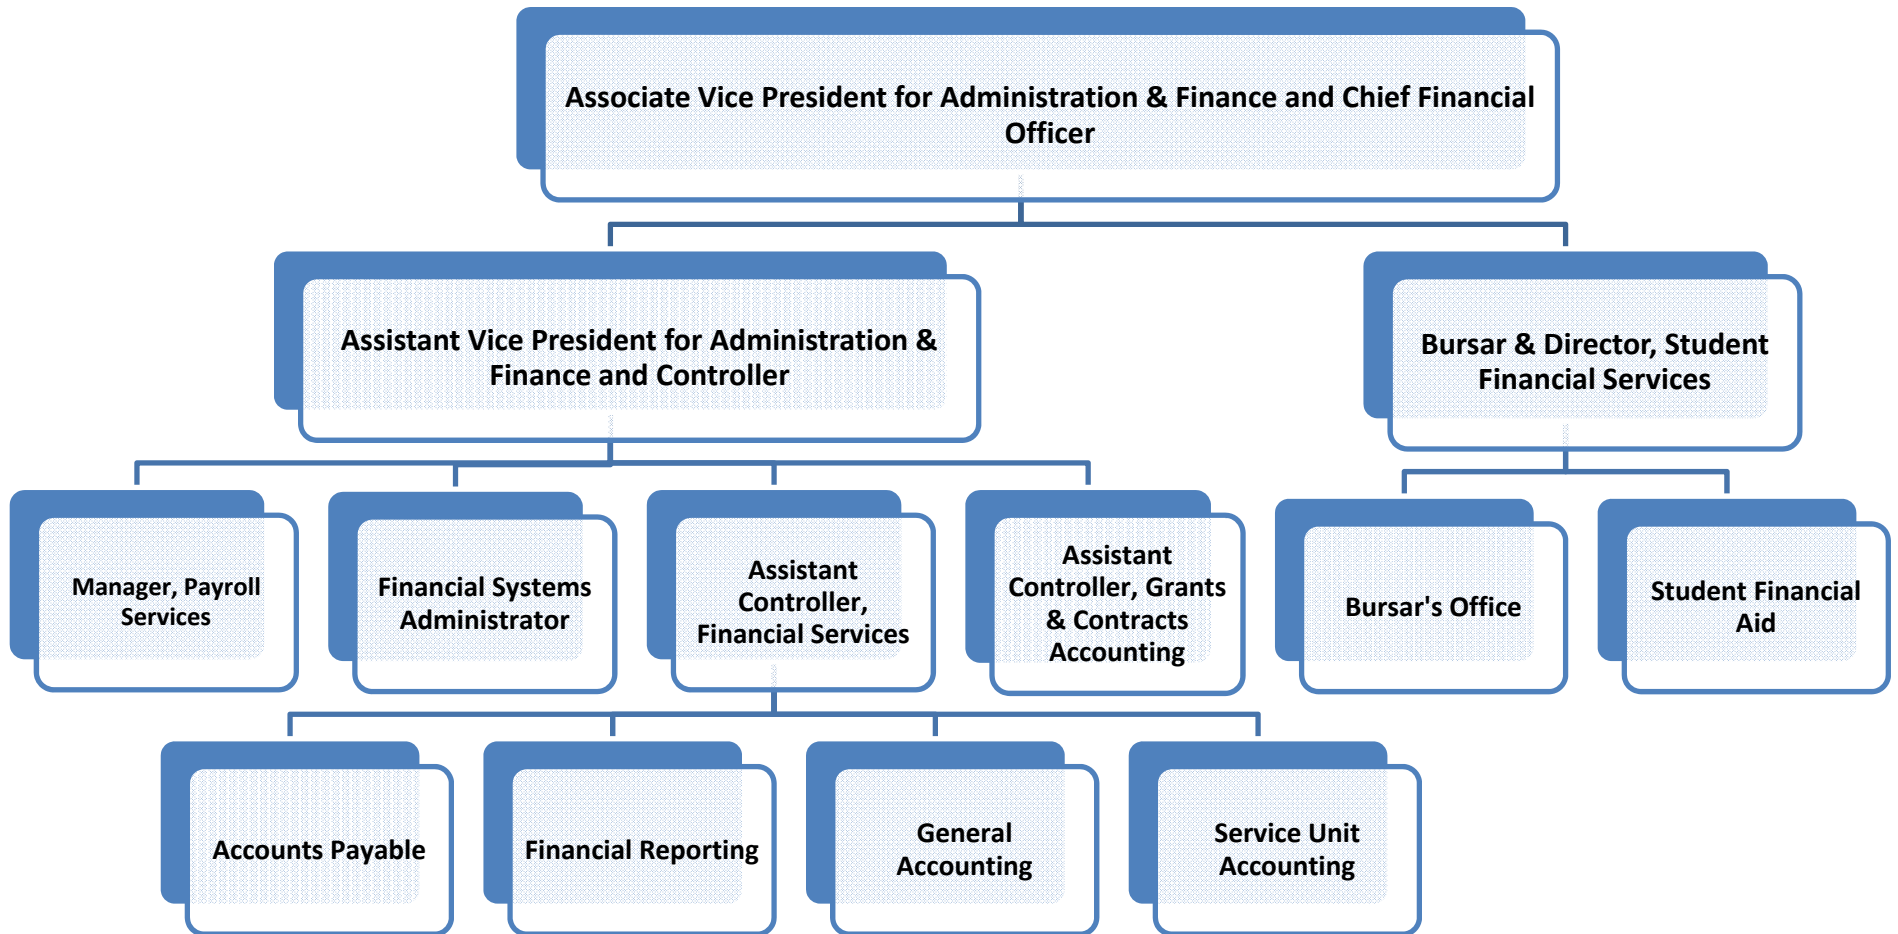 Associate Vice President for Administration & Finance and Chief Financial
Officer
Assistant Vice President for Administration &
Finance and Controller
Bursar & Director, Student
Financial Services
Manager, Payroll
Services
Financial Systems
Administrator
Assistant
Controller,
Financial Services
Assistant
Controller, Grants
& Contracts
Accounting
Bursar's Office
Student Financial
Aid
Accounts Payable
Financial Reporting
General
Accounting
Service Unit
Accounting